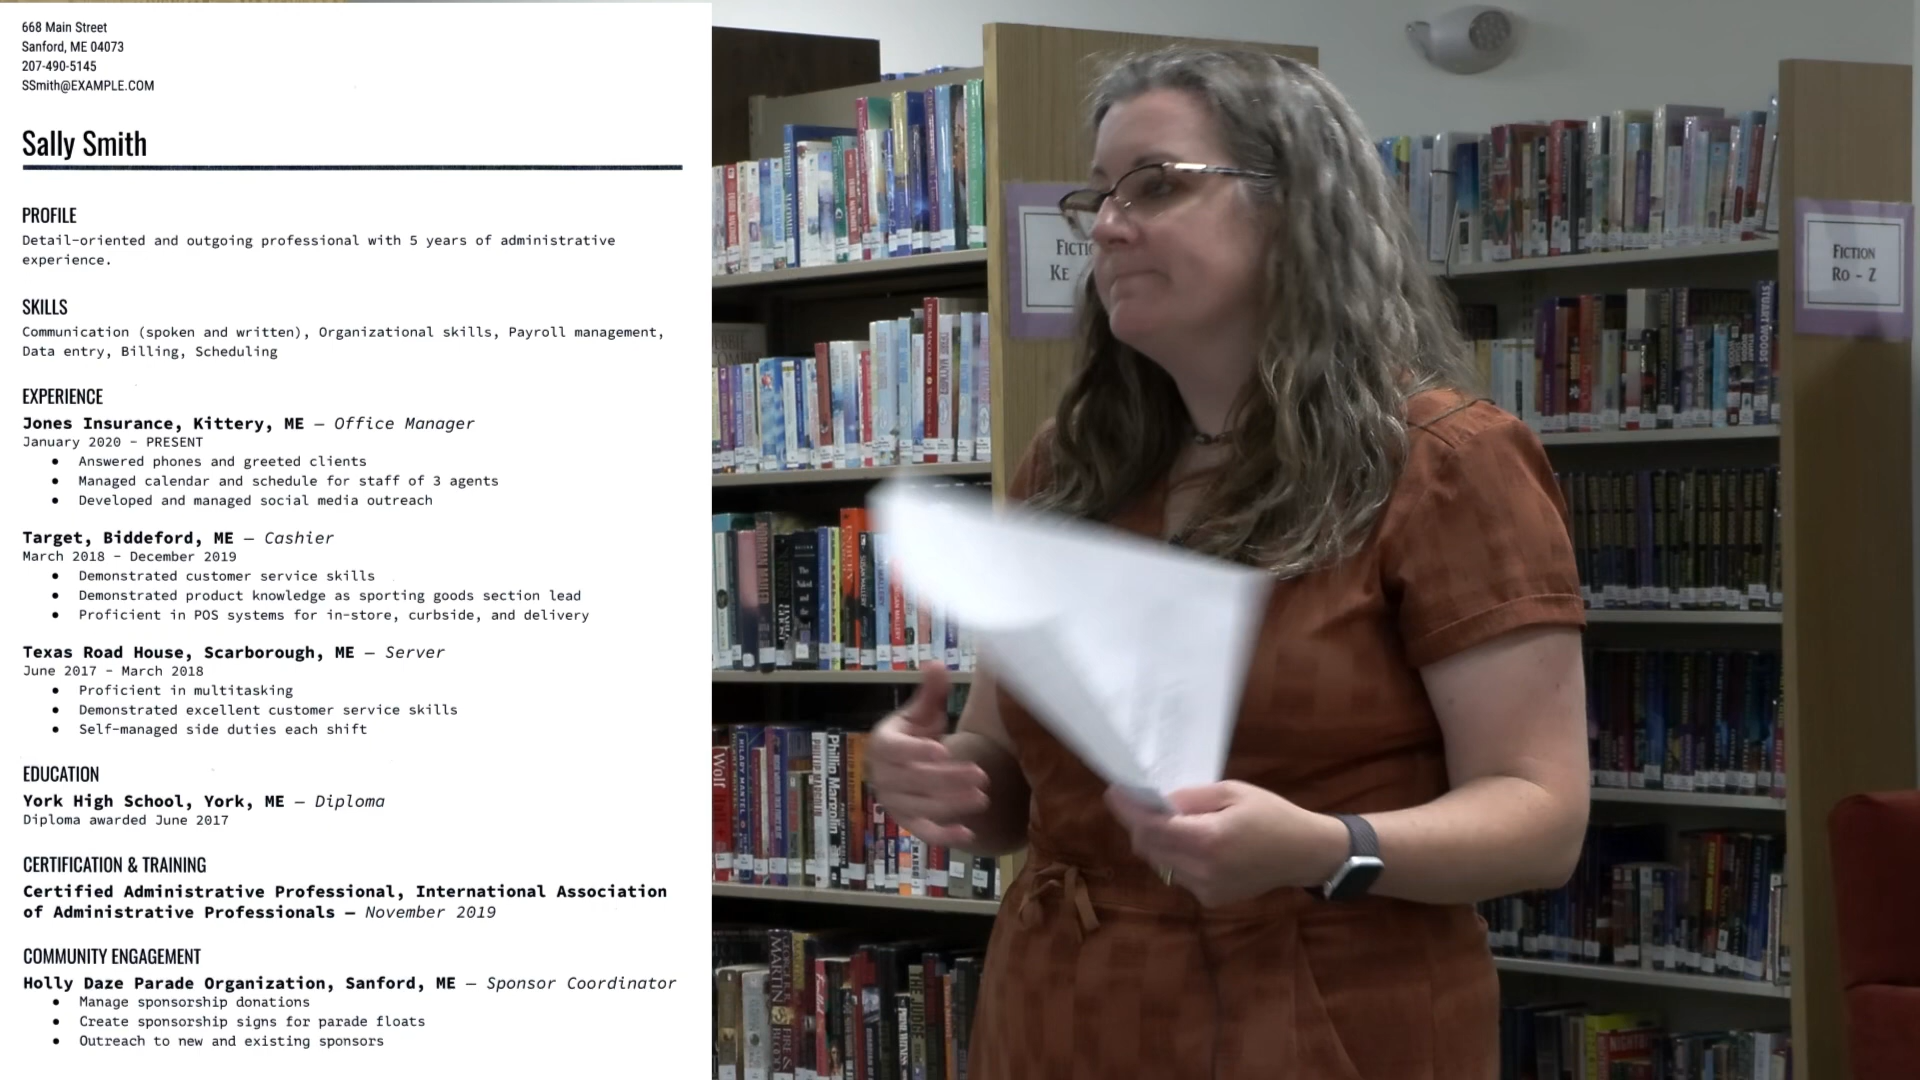 668 Main Street
Sanford, ME 04073
207-490-5145
SSmith@EXAMPLE.COM
Sally Smith
PROFILE
Detail-oriented and outgoing professional with 5 years of administrative
experience.
SKILLS
Communication (spoken and written), Organizational skills, Payroll management,
Data entry, Billing, Scheduling
EXPERIENCE
Jones Insurance, Kittery, ME — Office Manager
January 2020 - PRESENT
● Answered phones and greeted clients
● Managed calendar and schedule for staff of 3 agents
● Developed and managed social media outreach
Target, Biddeford, ME — Cashier
March 2018 - December 2019
● Demonstrated customer service skills
● Demonstrated product knowledge as sporting goods section lead
● Proficient in POS systems for in-store, curbside, and delivery
Texas Road House, Scarborough, ME — Server
June 2017 - March 2018
● Proficient in multitasking
● Demonstrated excellent customer service skills
● Self-managed side duties each shift
EDUCATION
York High School, York, ME — Diploma
Diploma awarded June 2017
CERTIFICATION & TRAINING
Certified Administrative Professional, International Association
of Administrative Professionals — November 2019
COMMUNITY ENGAGEMENT
Holly Daze Parade Organization, Sanford, ME — Sponsor Coordinator
● Manage sponsorship donations
● Create sponsorship signs for parade floats
● Outreach to new and existing sponsors
KE
FICTION
RO - Z
Wolf
HILARY MANTEL
Phillip Margolin
MARTIN